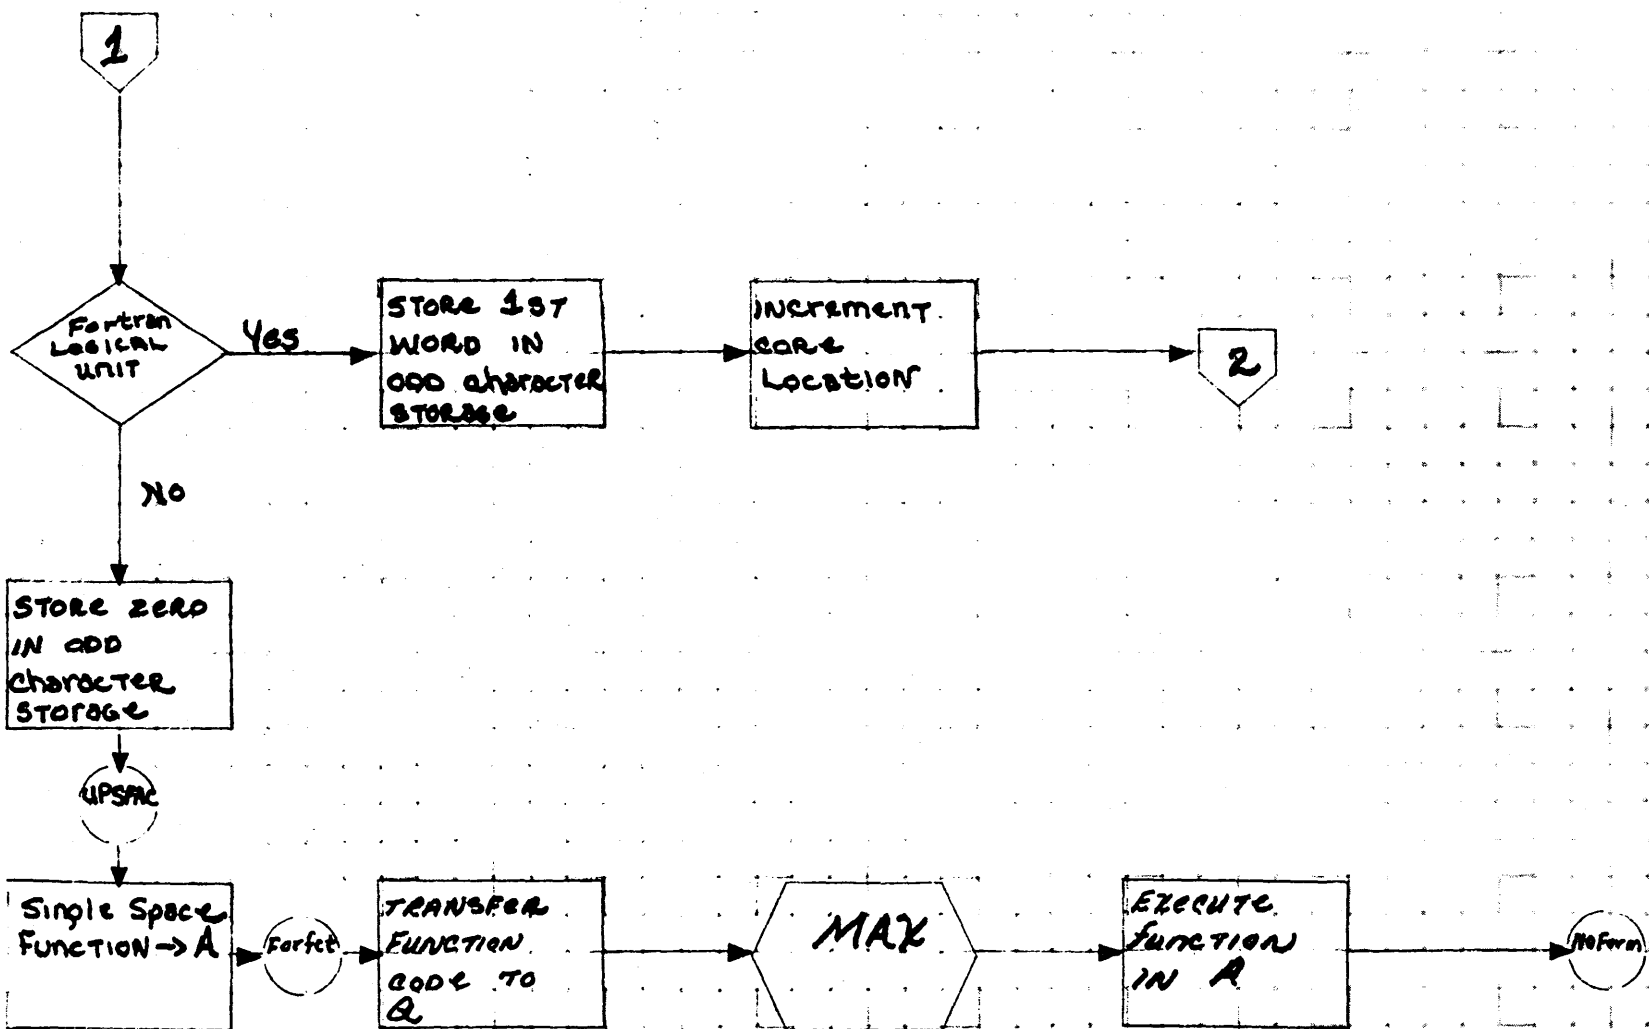 1
Fortran
LOGICAL
UNIT
Yes
STORE 1ST
WORD IN
ODD character
STORAGE
INCREMENT
CORE
LOCATION
2
NO
STORE ZERO
IN ODD
character
STORAGE
UPSPAC
Single Space
FUNCTION → A
Forfct
TRANSFER
FUNCTION
CODE TO
Q
MAX
EXECUTE
FUNCTION
IN A
NoForm